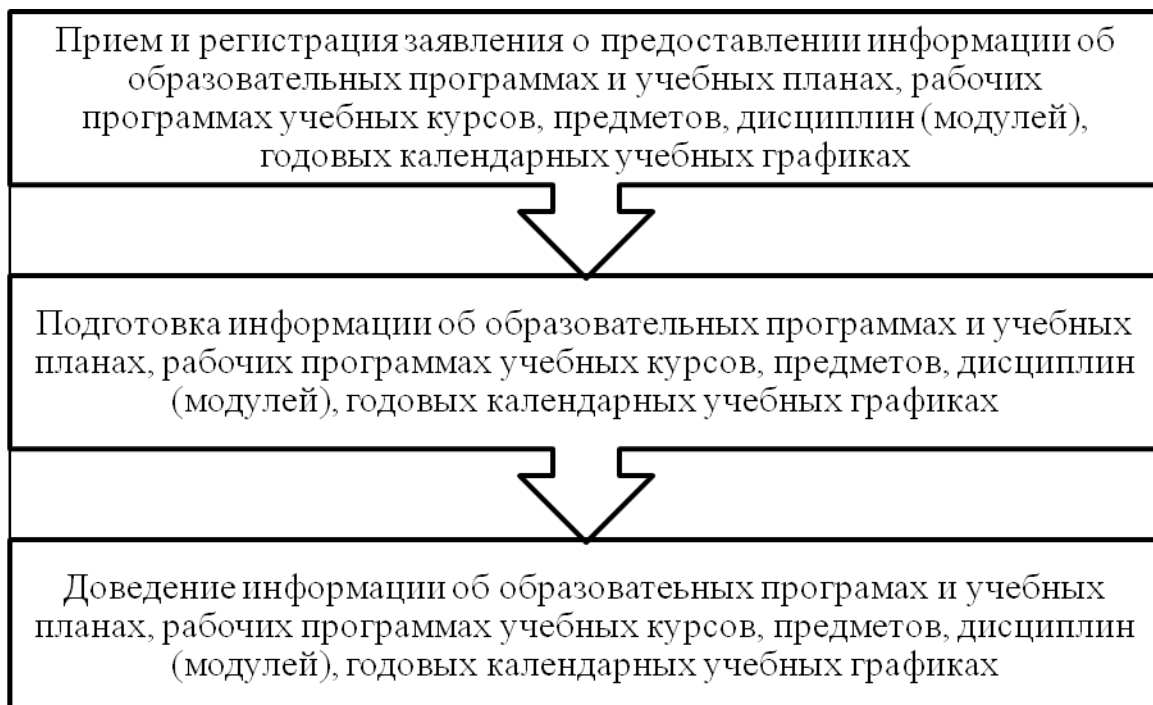 Прием и регистрация заявления о предоставлении информации об
образовательных программах и учебных планах, рабочих
программах учебных курсов, предметов, дисциплин (модулей),
годовых календарных учебных графиках
Подготовка информации об образовательных программах и учебных
планах, рабочих программах учебных курсов, предметов, дисциплин
(модулей), годовых календарных учебных графиках
Доведение информации об образоватеьных програмах и учебных
планах, рабочих программах учебных курсов, предметов, дисциплин
(модулей), годовых календарных учебных графиках